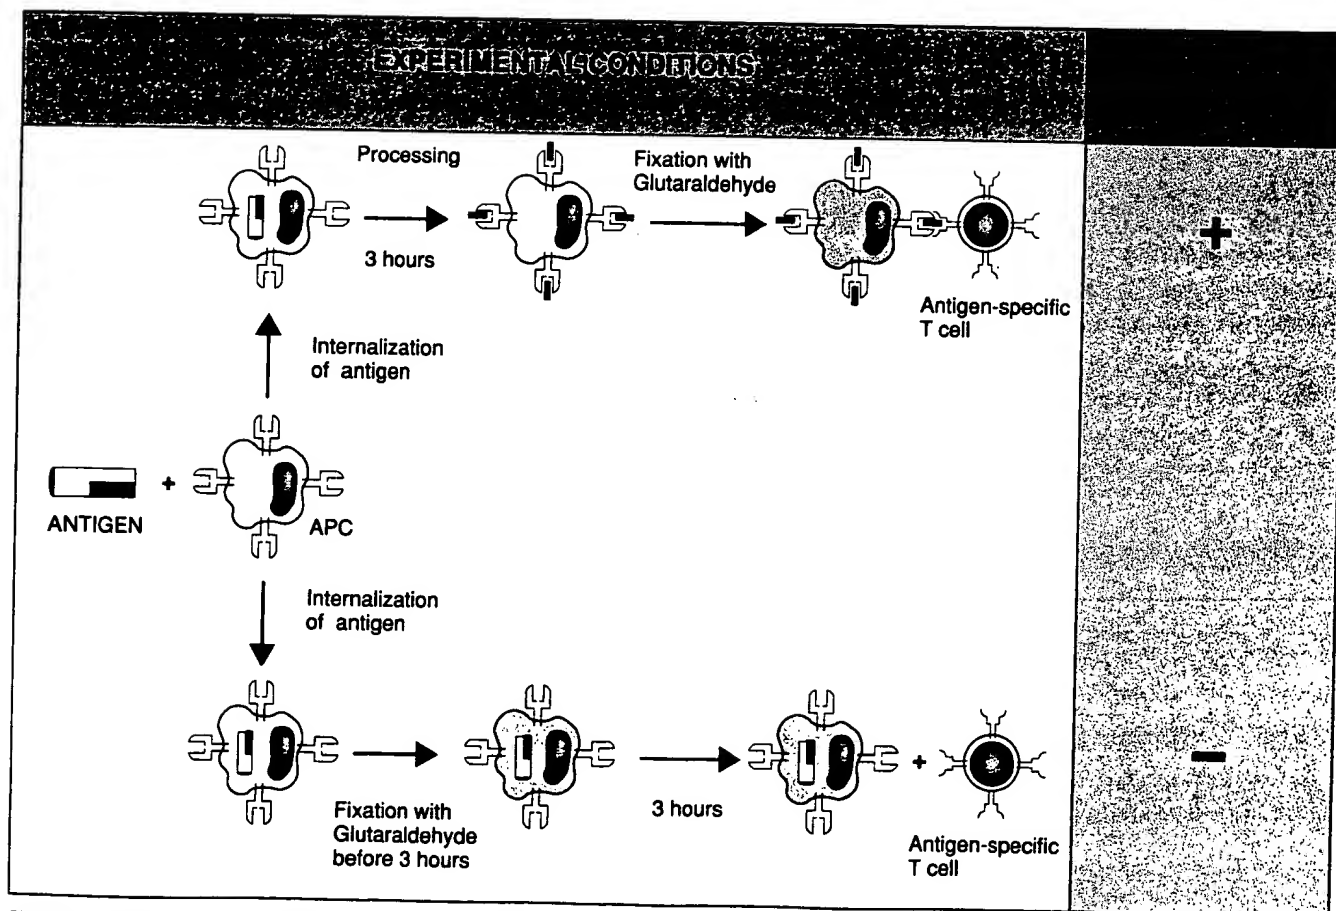 EXPERIMENTAL CONDITIONS
Processing
Fixation with
Glutaraldehyde
3 hours
+
Antigen-specific
T cell
Internalization
of antigen
+
ANTIGEN
APC
Internalization
of antigen
+
−
Fixation with
Glutaraldehyde
before 3 hours
3 hours
Antigen-specific
T cell